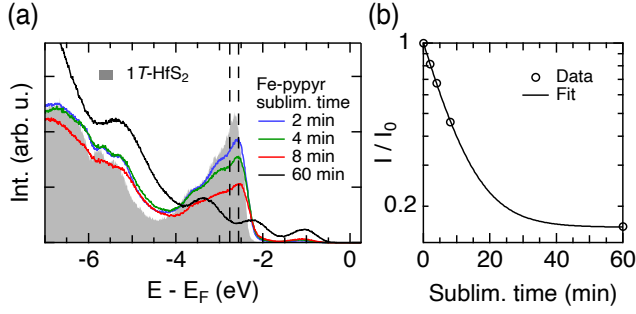 (a)
1T-HfS2
Fe-pypyr
sublim. time
2 min
4 min
8 min
60 min
Int. (arb. u.)
-6
-4
-2
0
E - EF (eV)
(b)
1
0.2
I / I0
Data
Fit
0
20
40
60
Sublim. time (min)